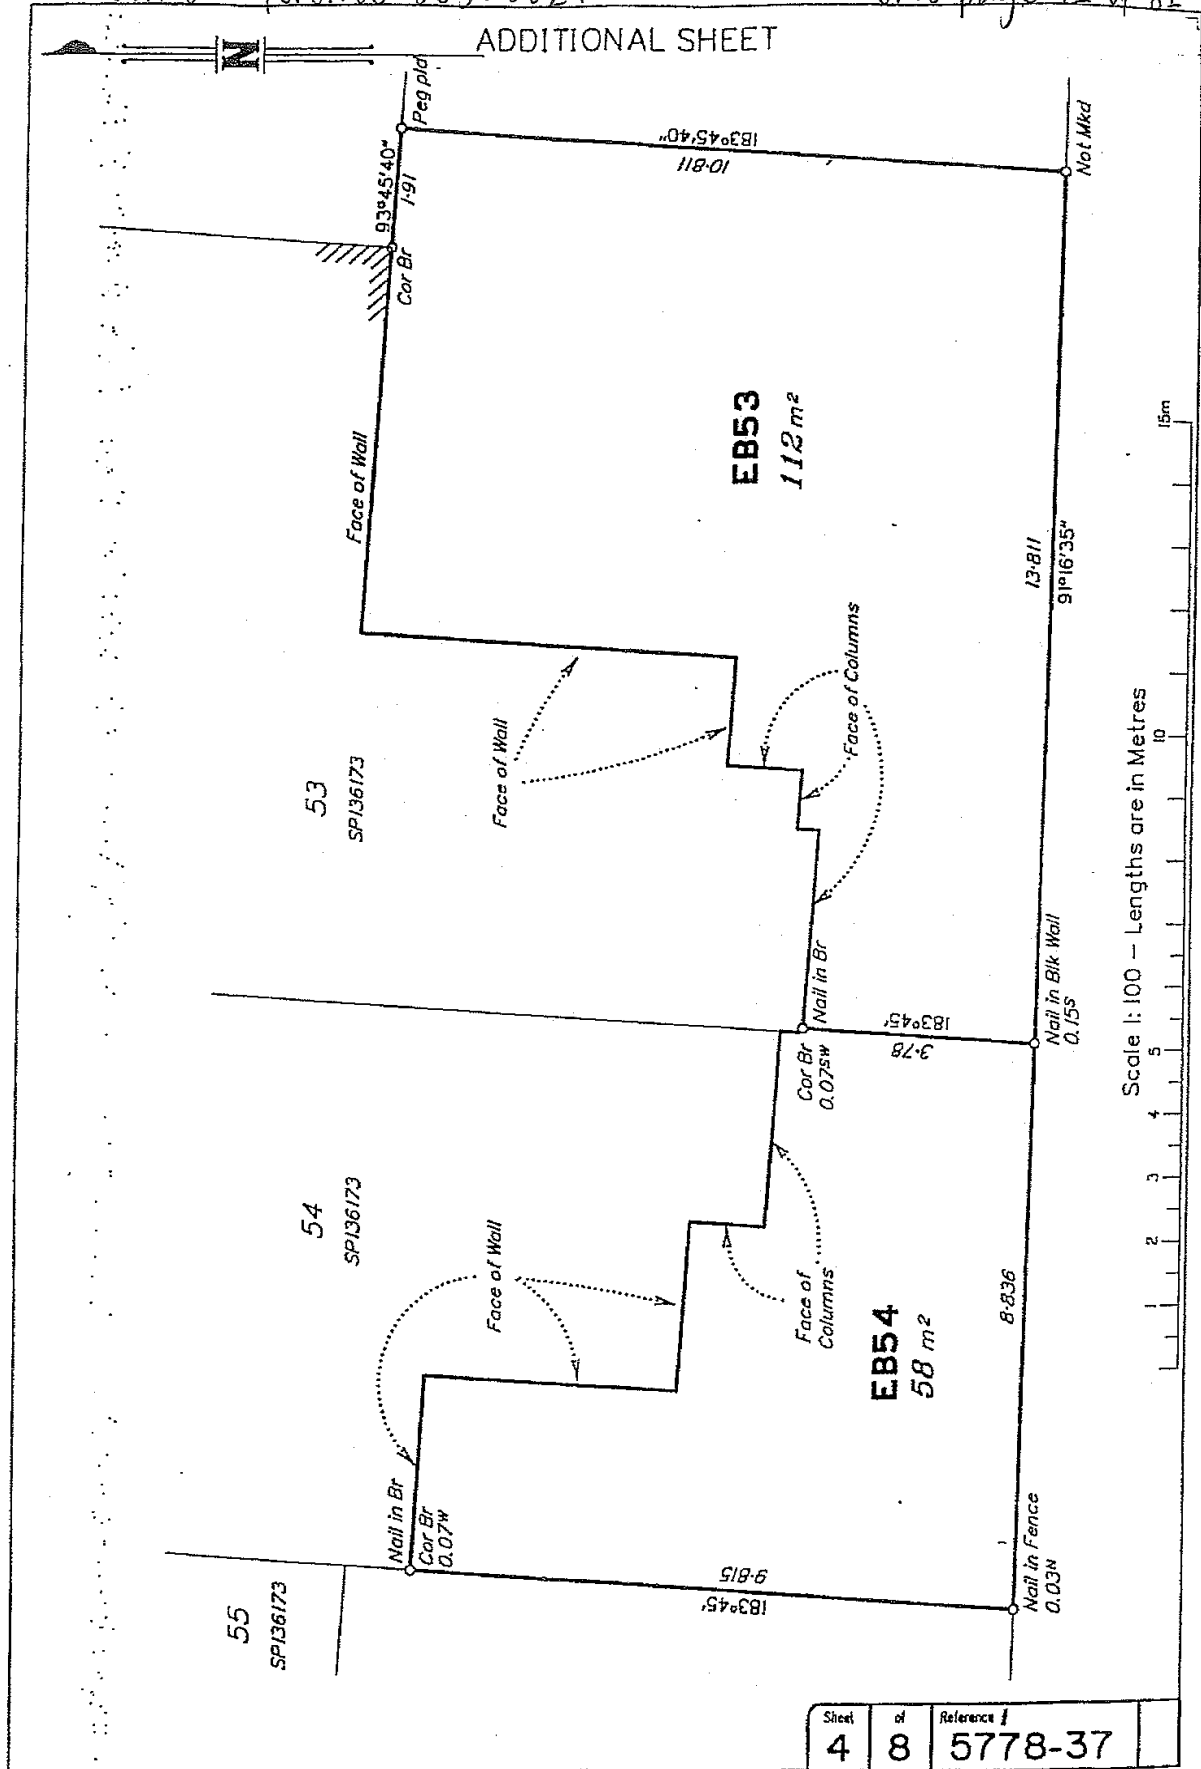 ADDITIONAL SHEET
N
Peg pld
93°45'40"
1·91
Cor Br
183°45'40"
10·811
Not Mkd
Face of Wall
EB53
112 m²
13·811
91°16'35"
Face of Columns
Face of Wall
53
SP136173
Nail in Br
Cor Br
0.07SW
183°45'
3·78
Nail in Blk Wall
0.15S
54
SP136173
Face of Wall
Face of
Columns
EB54
58 m²
8·836
Nail in Br
Cor Br
0.07W
183°45'
9·815
Nail in Fence
0.03N
55
SP136173
Scale 1:100 – Lengths are in Metres
1 2 3 4 5 10 15m
Sheet of Reference
4 8 5778-37